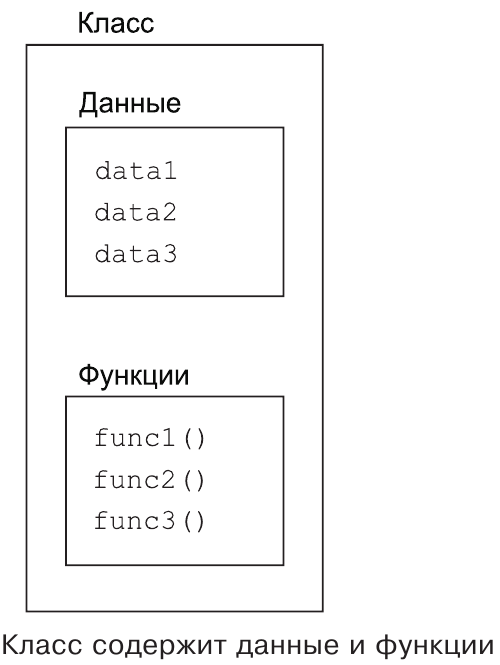 Класс
Данные
data1
data2
data3
Функции
func1()
func2()
func3()
Класс содержит данные и функции